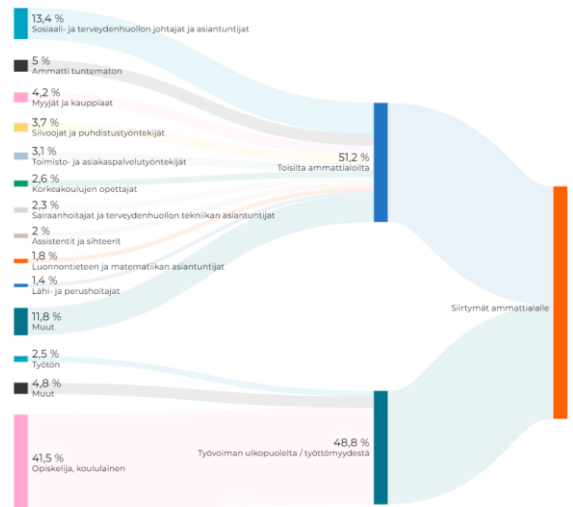 13,4 %
Sosiaali- ja terveydenhuollon johtajat ja asiantuntijat
5 %
Ammatti tuntematon
4,2 %
Myyjät ja kauppiaat
3,7 %
Siivoojat ja puhdistustyöntekijät
3,1 %
Toimisto- ja asiakaspalvelutyöntekijät
2,6 %
Korkeakoulujen opettajat
2,3 %
Sairaanhoitajat ja terveydenhuollon tekniikan asiantuntijat
2 %
Assistentit ja sihteerit
1,8 %
Luonnontieteen ja matematiikan asiantuntijat
1,4 %
Lähi- ja perushoitajat
11,8 %
Muut
2,5 %
Työtön
4,8 %
Muut
41,5 %
Opiskelija, koululainen
51,2 %
Toisilta ammattialoilta
48,8 %
Työvoiman ulkopuolelta / työttömyydestä
Siirtymät ammattialalle